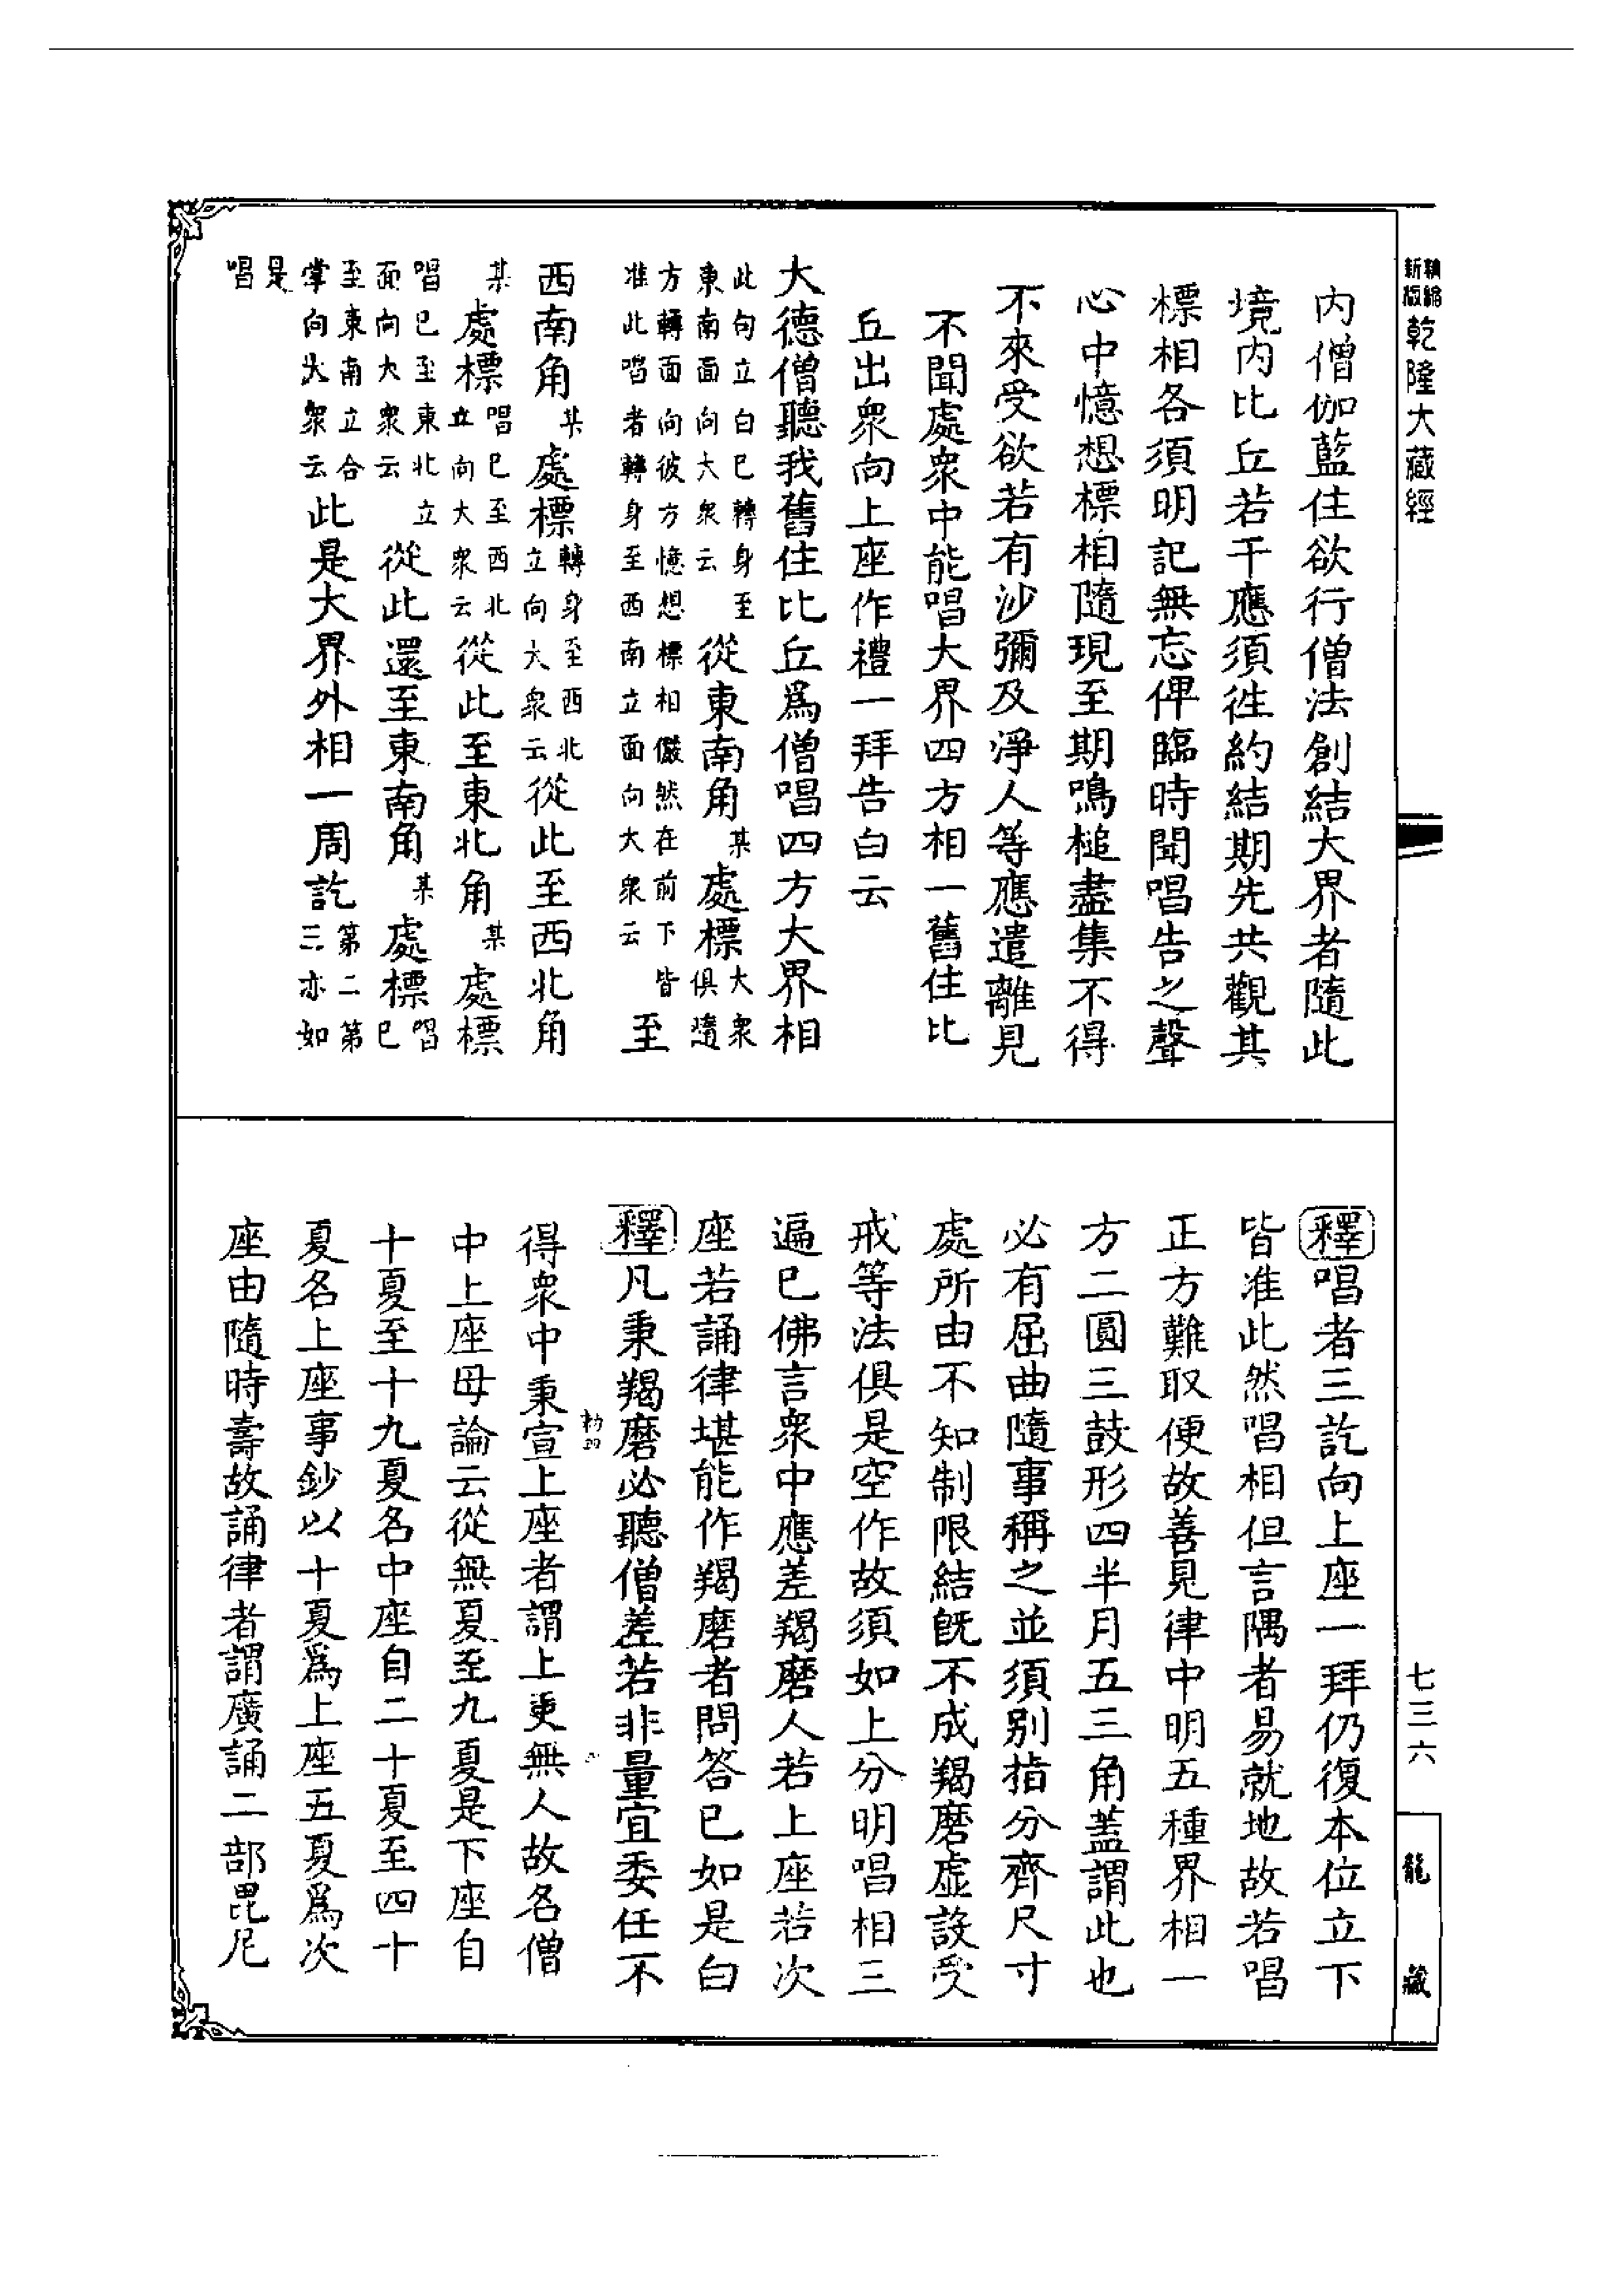 新縮
新版
乾隆大藏經
內僧伽藍住欲行僧法創結大界者隨此
境內比丘若干應須徃約結期先共觀其
標相各須明記無忘俾臨時聞唱告之聲
心中憶想標相隨現至期鳴槌盡集不得
不來受欲若有沙彌及淨人等應遣離見
不聞處衆中能唱大界四方相一舊住比
丘出衆向上座作禮一拜告白云
大德僧聽我舊住比丘爲僧唱四方大界相
此句立白已轉身至
東南面向大衆云
從東南角某處標
大衆
俱隨
方轉面向彼方憶想標相儼然在前下皆
准此唱者轉身至西南立面向大衆云
至
西南角某處標
轉身至西北
立向大衆云
從此至西北角
某處標
唱已至西北
立向大衆云
從此至東北角某處標
唱已至東北立
面向大衆云
從此還至東南角某處標
唱
已
至東南立合
掌向大衆云
此是大界外相一周訖
第二第
三亦如
是
唱
釋唱者三訖向上座一拜仍復本位立下
皆准此然唱相但言隅者易就地故若唱
正方難取便故善見律中明五種界相一
方二圓三鼓形四半月五三角蓋謂此也
必有屈曲隨事稱之並須別指分齊尺寸
處所由不知制限結旣不成羯磨虛設受
戒等法俱是空作故須如上分明唱相三
遍已佛言衆中應差羯磨人若上座若次
座若誦律堪能作羯磨者問答已如是白
釋凡秉羯磨必聽僧差若非量宜委任不
得衆中秉宣上座者謂上更無人故名僧
中上座毋論云從無夏至九夏是下座自
十夏至十九夏名中座自二十夏至四十
夏名上座事鈔以十夏爲上座五夏爲次
座由隨時壽故誦律者謂廣誦二部毘尼
七三六
龍藏